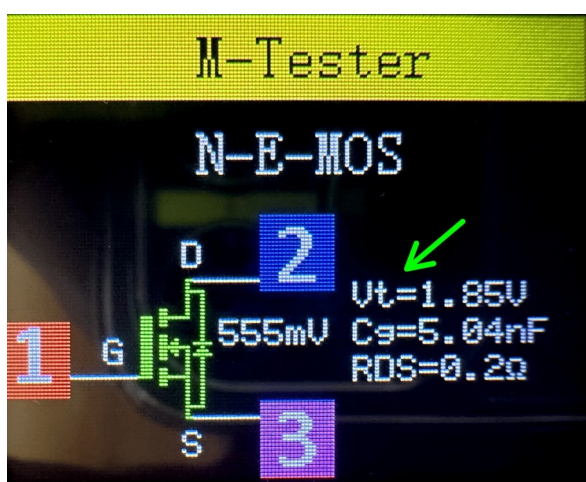 M-Tester
N-E-MOS
D 2
Vt=1.85V
1 G 555mV Cg=5.04nF
RDS=0.2Ω
S 3